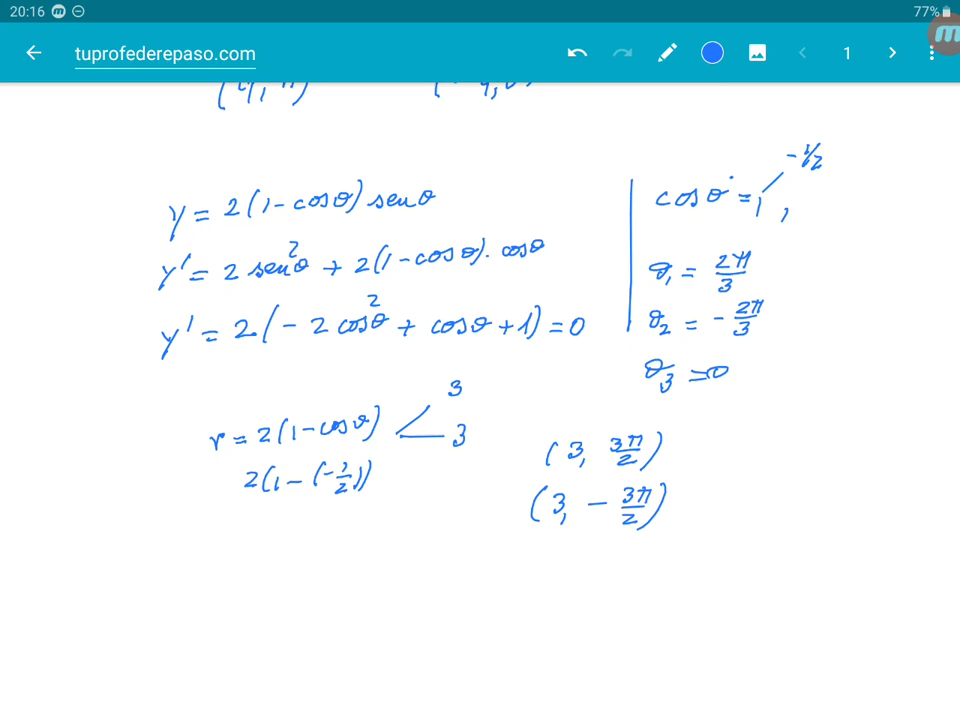 20:16 77%
tuprofederepaso.com 1
y = 2(1-cosθ) senθ
y' = 2 sen²θ + 2(1-cosθ).cosθ
y' = 2(-2cos²θ + cosθ + 1) = 0
-1/2
cosθ = 1,
θ₁ = 2π/3
θ₂ = -2π/3
θ₃ = 0
r = 2(1-cosθ) 3
3
2(1-(-1/2))
(3, 3π/2)
(3, -3π/2)